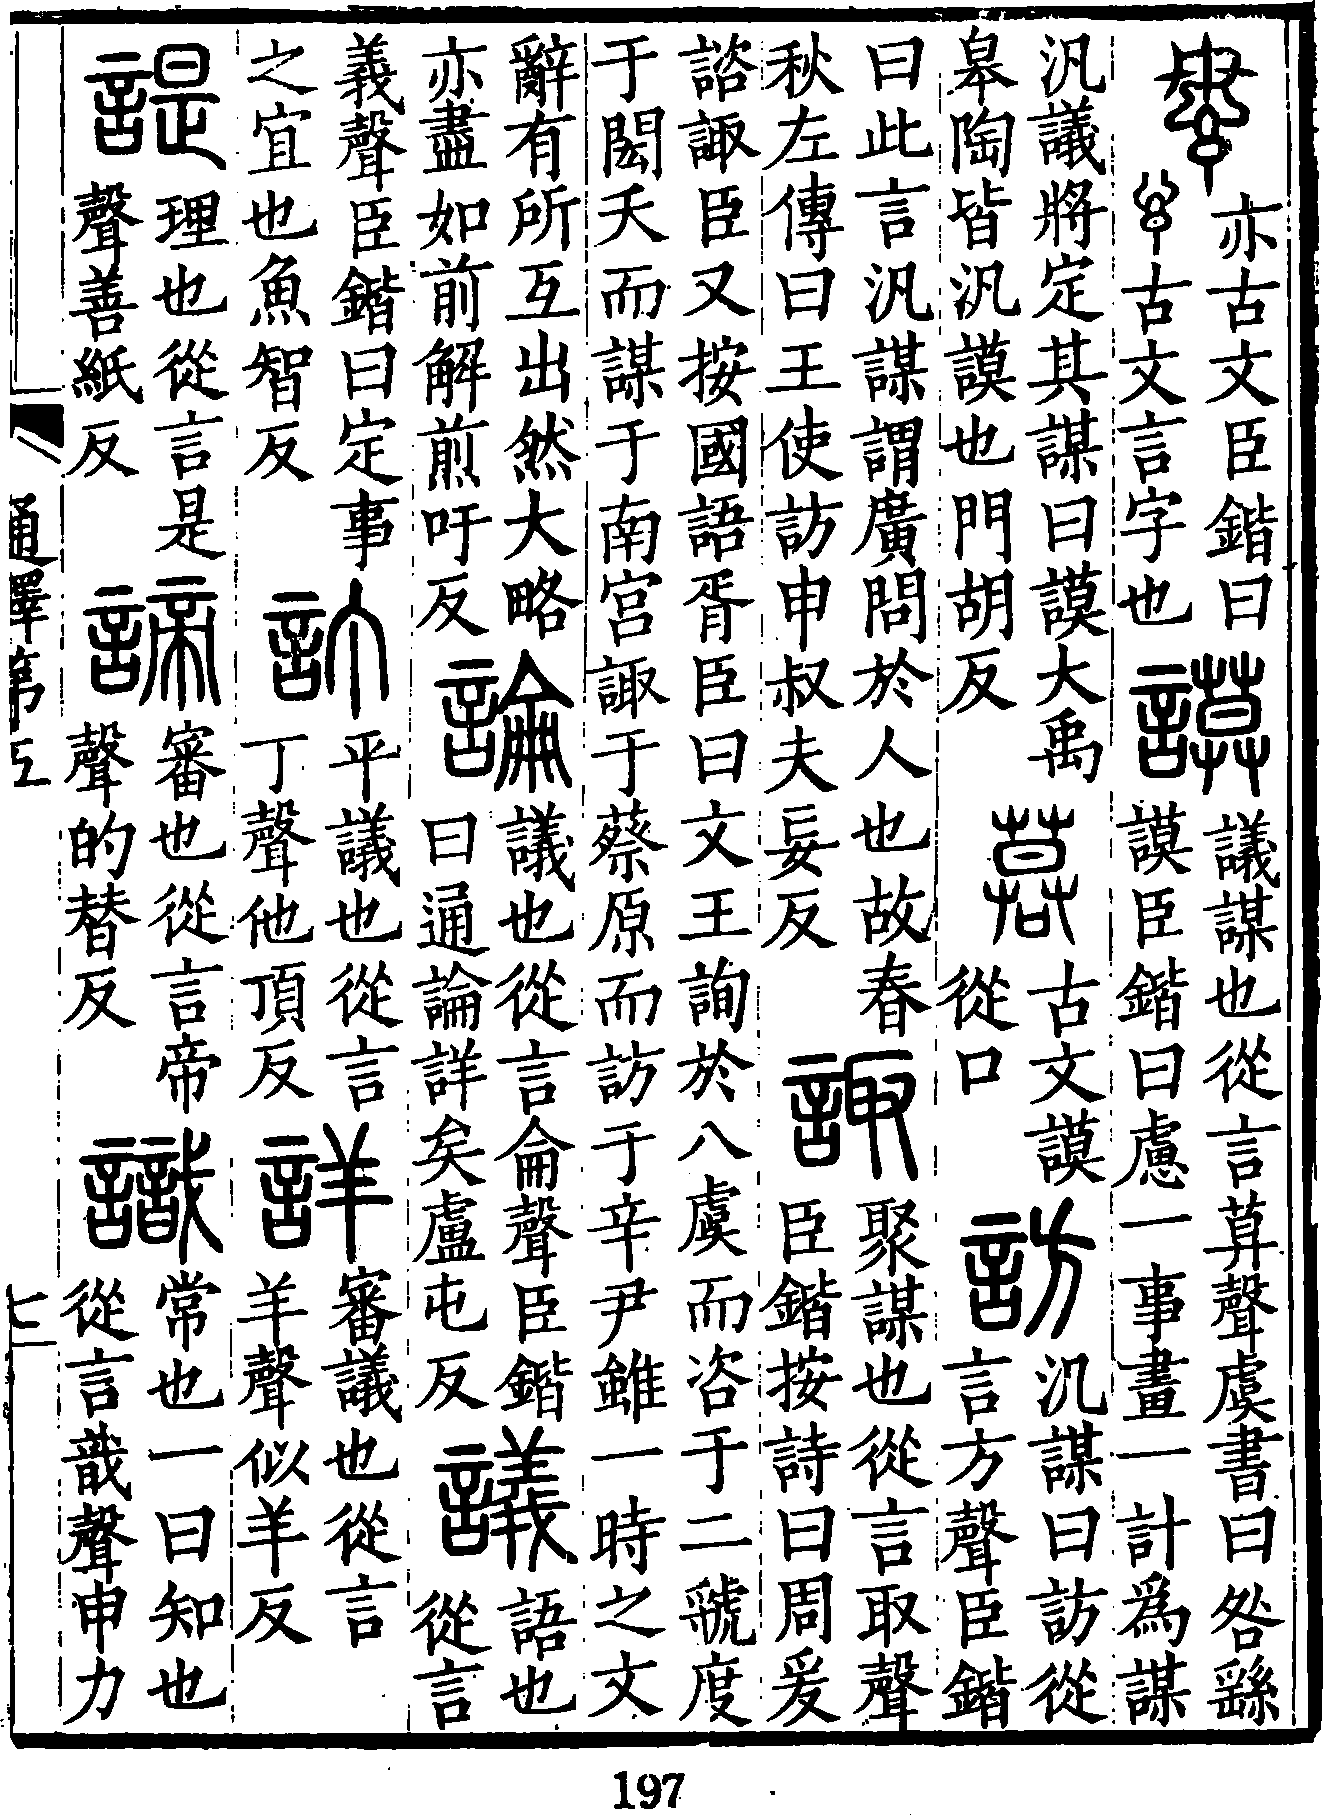 亦古文臣鍇曰
古文言字也
謨
議謀也從言莫聲虞書曰咎繇
謨臣鍇曰慮一事畫一計爲謀
汎議將定其謀曰謨大禹
皋陶皆汎謨也門胡反
古文謨
從口
訪
汎謀曰訪從
言方聲臣鍇
曰此言汎謀謂廣問於人也故春
秋左傳曰王使訪申叔夫妄反
諏
聚謀也從言取聲
臣鍇按詩曰周爰
諮諏臣又按國語胥臣曰文王詢於八虞而咨于二虢度
于閎夭而謀于南宮諏于蔡原而訪于辛尹雖一時之文
辭有所互出然大略
亦盡如前解煎吁反
論
議也從言侖聲臣鍇
曰通論詳矣盧屯反
議
語也
從言
義聲臣鍇曰定事
之宜也魚智反
訂
平議也從言
丁聲他頂反
詳
審議也從言
羊聲似羊反
諟
理也從言是
聲善紙反
諦
審也從言帝
聲的替反
識
常也一曰知也
從言戠聲申力
通釋第五
七
197